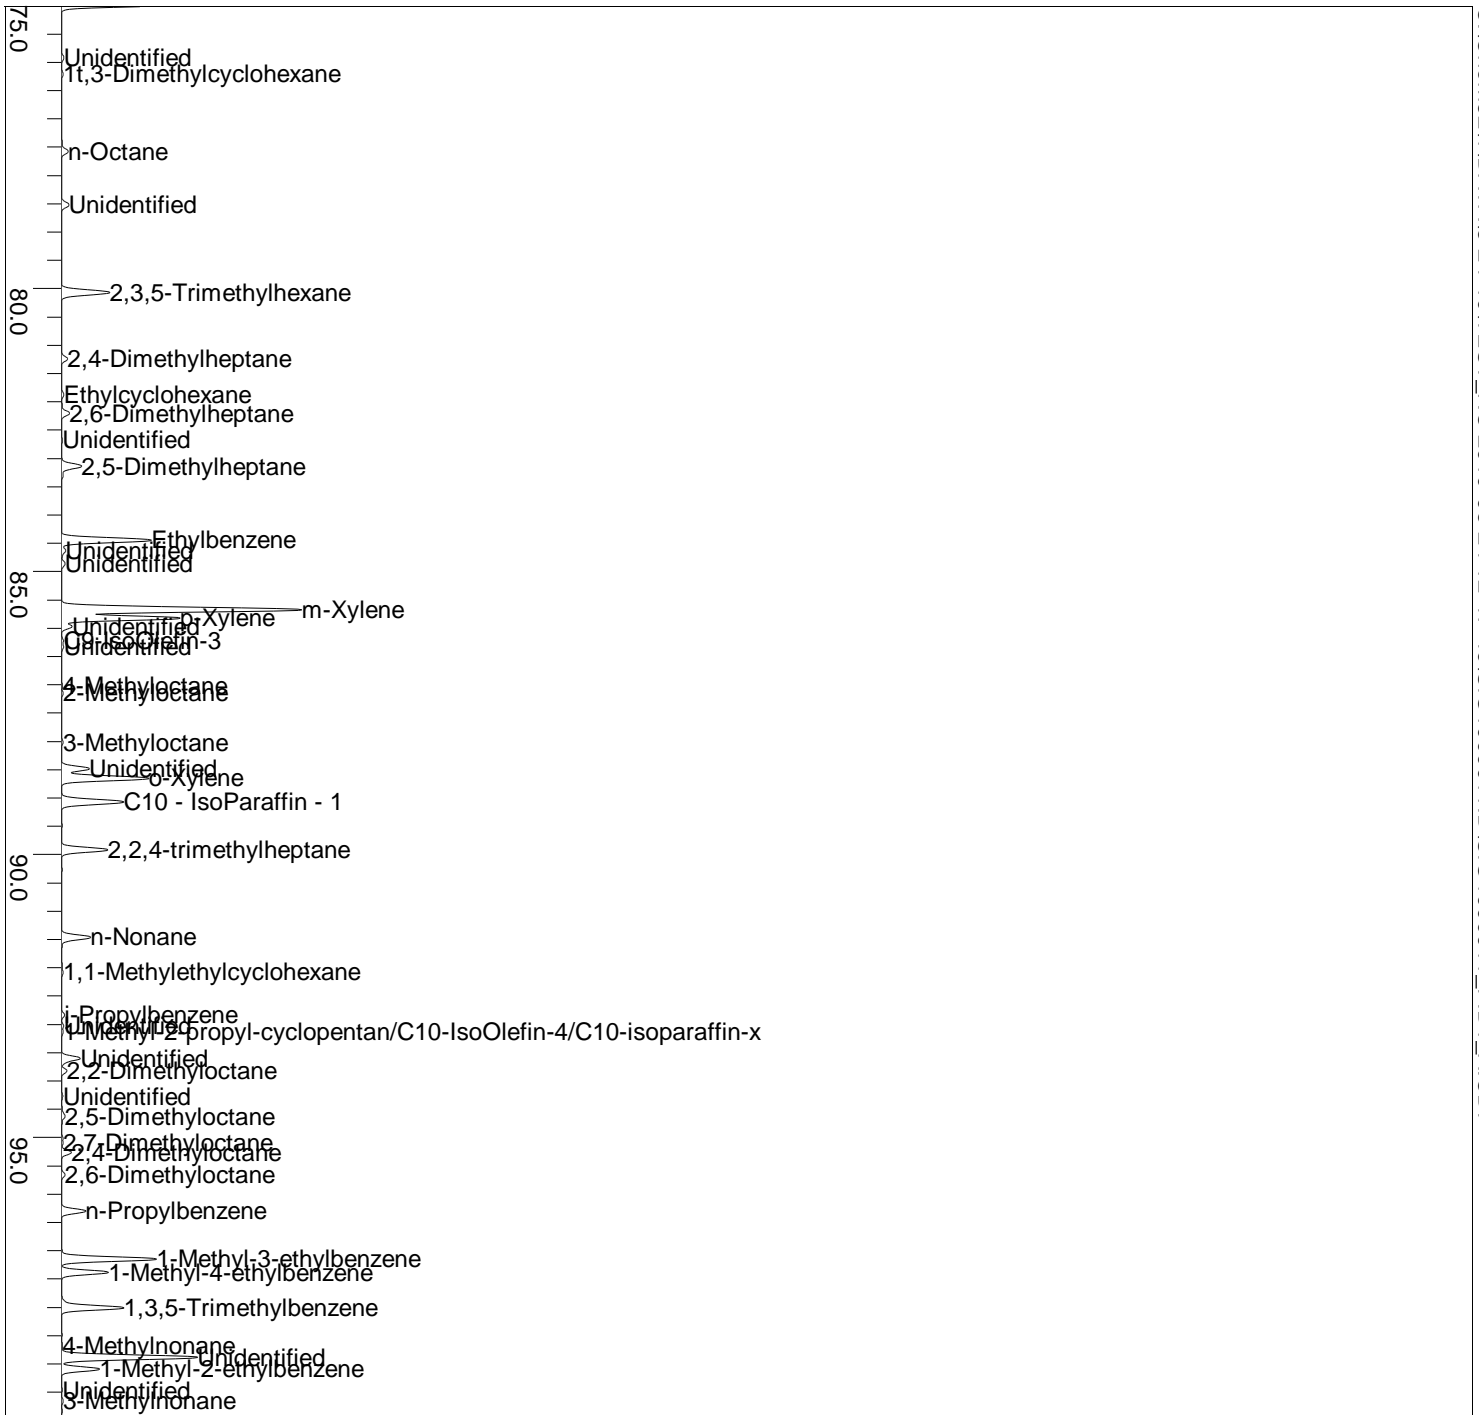 75.0
Unidentified
1t,3-Dimethylcyclohexane
n-Octane
Unidentified
80.0
2,3,5-Trimethylhexane
2,4-Dimethylheptane
Ethylcyclohexane
2,6-Dimethylheptane
Unidentified
2,5-Dimethylheptane
Ethylbenzene
Unidentified
Unidentified
85.0
m-Xylene
p-Xylene
Unidentified
C9-IsoOlefin-3
Unidentified
4-Methyloctane
2-Methyloctane
3-Methyloctane
Unidentified
o-Xylene
C10 - IsoParaffin - 1
2,2,4-trimethylheptane
90.0
n-Nonane
1,1-Methylethylcyclohexane
i-Propylbenzene
Unidentified
1-Methyl-2-propyl-cyclopentan/C10-IsoOlefin-4/C10-isoparaffin-x
Unidentified
2,2-Dimethyloctane
Unidentified
2,5-Dimethyloctane
95.0
2,7-Dimethyloctane
2,4-Dimethyloctane
2,6-Dimethyloctane
n-Propylbenzene
1-Methyl-3-ethylbenzene
1-Methyl-4-ethylbenzene
1,3,5-Trimethylbenzene
4-Methylnonane
Unidentified
1-Methyl-2-ethylbenzene
Unidentified
3-Methylnonane